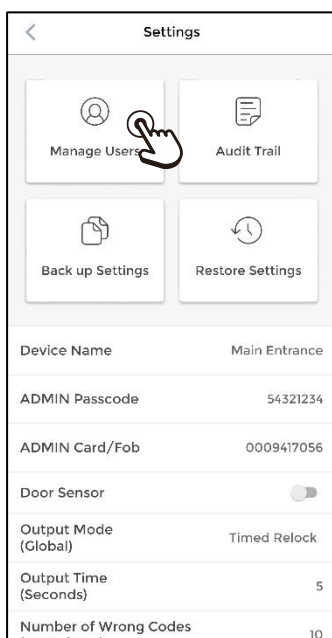 Settings
Manage Users
Audit Trail
Back up Settings
Restore Settings
Device Name Main Entrance
ADMIN Passcode 54321234
ADMIN Card/Fob 0009417056
Door Sensor
Output Mode
(Global) Timed Relock
Output Time
(Seconds) 5
Number of Wrong Codes
10